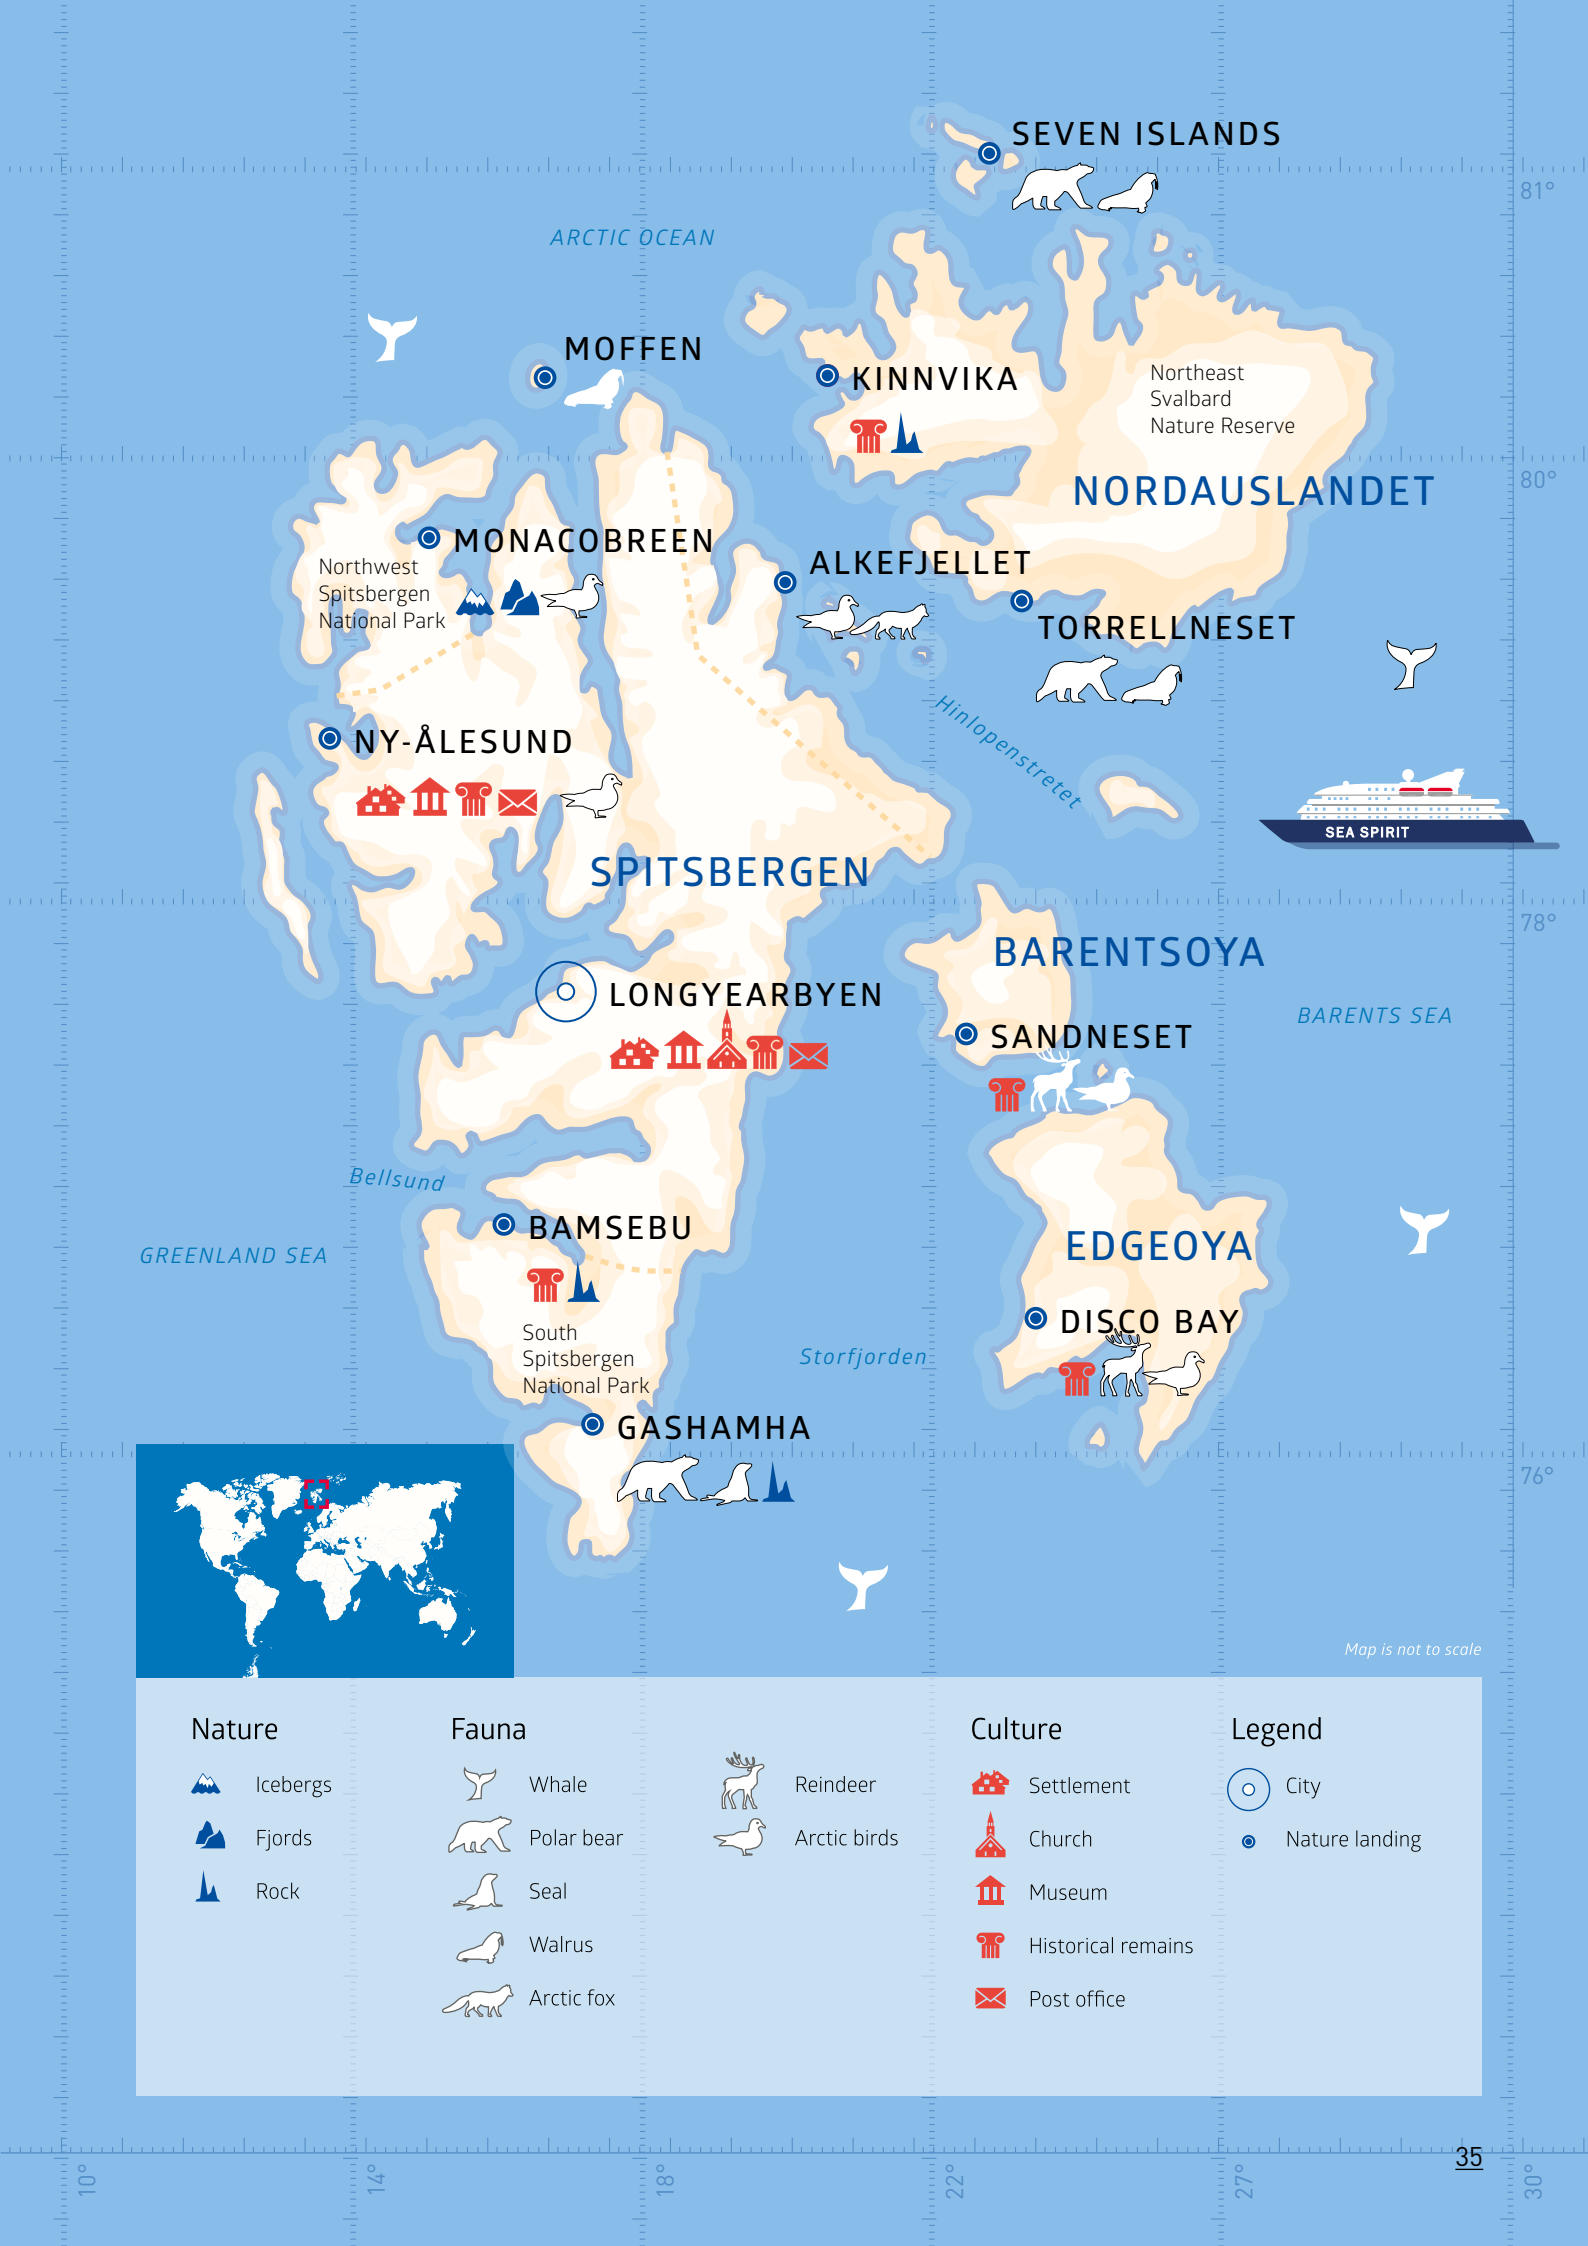 SEVEN ISLANDS
81°
ARCTIC OCEAN
MOFFEN
KINNVIKA
Northeast
Svalbard
Nature Reserve
80°
NORDAUSLANDET
MONACOBREEN
Northwest
Spitsbergen
National Park
ALKEFJELLET
TORRELLNESET
Hinlopenstretet
NY-ÅLESUND
SEA SPIRIT
SPITSBERGEN
78°
BARENTSOYA
LONGYEARBYEN
BARENTS SEA
SANDNESET
Bellsund
BAMSEBU
GREENLAND SEA
EDGEOYA
DISCO BAY
South
Spitsbergen
National Park
Storfjorden
GASHAMHA
76°
Map is not to scale
Nature
Icebergs
Fjords
Rock
Fauna
Whale
Polar bear
Seal
Walrus
Arctic fox
Reindeer
Arctic birds
Culture
Settlement
Church
Museum
Historical remains
Post office
Legend
City
Nature landing
35
10°
14°
18°
22°
27°
30°